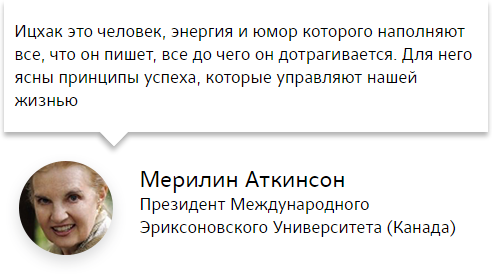 Ицхак это человек, энергия и юмор которого наполняют
все, что он пишет, все до чего он дотрагивается. Для него
ясны принципы успеха, которые управляют нашей
жизнью
Мерилин Аткинсон
Президент Международного
Эриксоновского Университета (Канада)